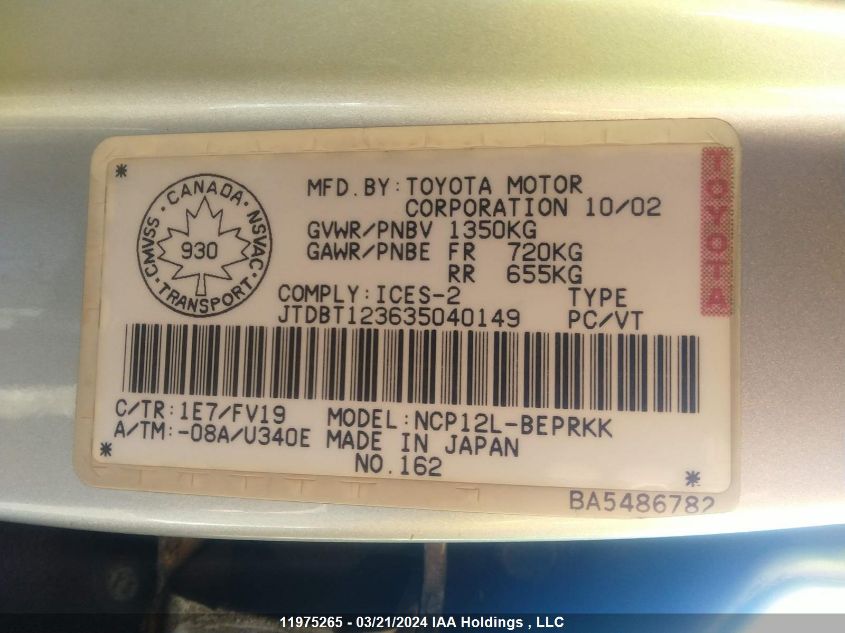 MFD. BY: TOYOTA MOTOR
CORPORATION 10/02
GVWR/PNBV 1350KG
GAWR/PNBE FR 720KG
RR 655KG
COMPLY: ICES-2 TYPE
JTDBT123635040149 PC/VT
CANADA
CMVSS · NSVAC
930
TRANSPORT
TOYOTA
C/TR: 1E7/FV19 MODEL: NCP12L-BEPRKK
A/TM: -08A/U340E MADE IN JAPAN
NO. 162
BA5486782
11975265 - 03/21/2024 IAA Holdings , LLC